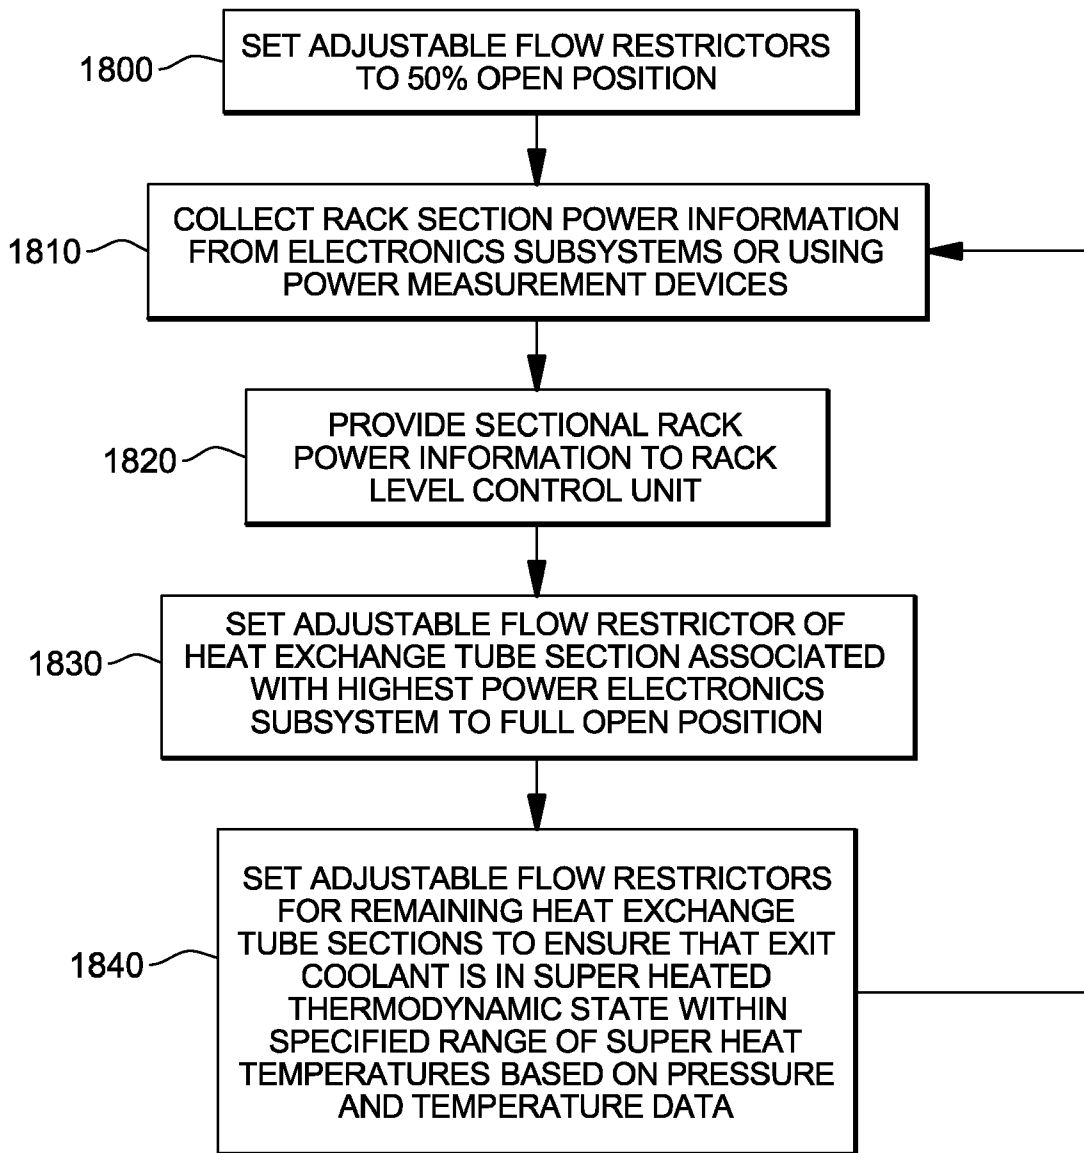 1800
SET ADJUSTABLE FLOW RESTRICTORS
TO 50% OPEN POSITION
1810
COLLECT RACK SECTION POWER INFORMATION
FROM ELECTRONICS SUBSYSTEMS OR USING
POWER MEASUREMENT DEVICES
1820
PROVIDE SECTIONAL RACK
POWER INFORMATION TO RACK
LEVEL CONTROL UNIT
1830
SET ADJUSTABLE FLOW RESTRICTOR OF
HEAT EXCHANGE TUBE SECTION ASSOCIATED
WITH HIGHEST POWER ELECTRONICS
SUBSYSTEM TO FULL OPEN POSITION
1840
SET ADJUSTABLE FLOW RESTRICTORS
FOR REMAINING HEAT EXCHANGE
TUBE SECTIONS TO ENSURE THAT EXIT
COOLANT IS IN SUPER HEATED
THERMODYNAMIC STATE WITHIN
SPECIFIED RANGE OF SUPER HEAT
TEMPERATURES BASED ON PRESSURE
AND TEMPERATURE DATA